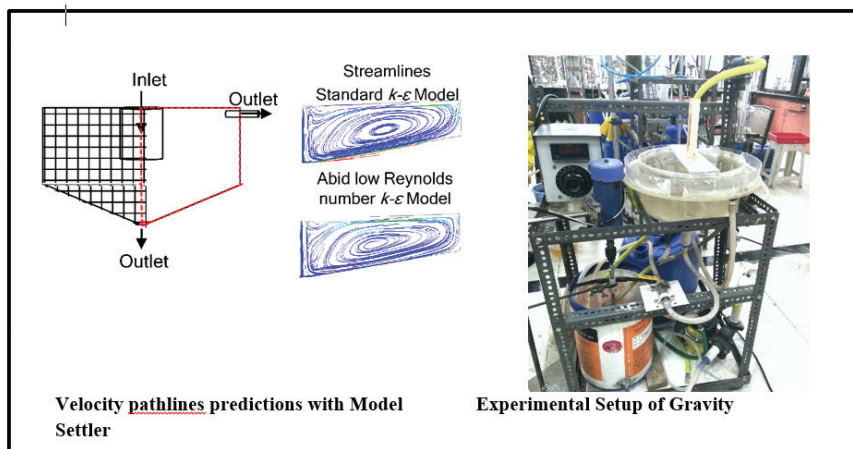 Inlet
Outlet
Outlet
Streamlines
Standard k-ε Model
Abid low Reynolds
number k-ε Model
Velocity pathlines predictions with Model
Settler
Experimental Setup of Gravity